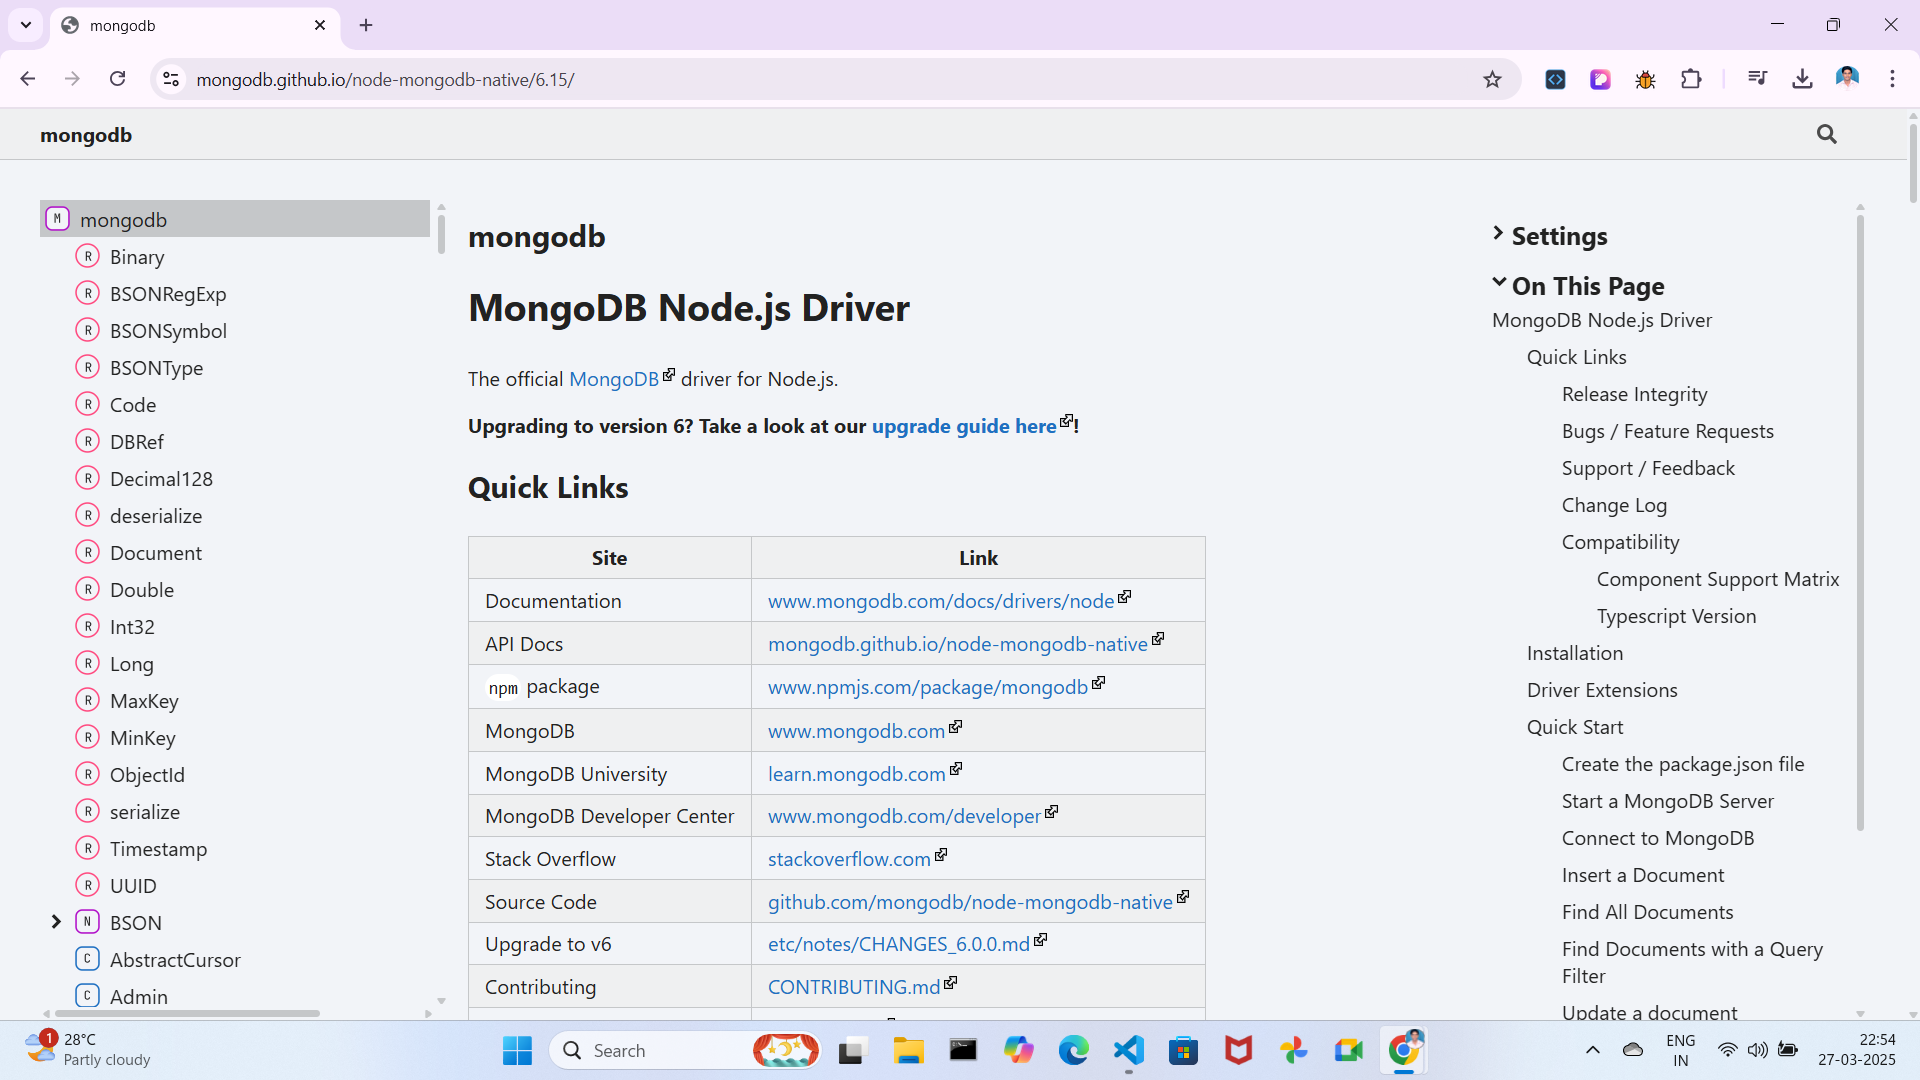 mongodb
mongodb.github.io/node-mongodb-native/6.15/
mongodb
M mongodb
R Binary
R BSONRegExp
R BSONSymbol
R BSONType
R Code
R DBRef
R Decimal128
R deserialize
R Document
R Double
R Int32
R Long
R MaxKey
R MinKey
R ObjectId
R serialize
R Timestamp
R UUID
N BSON
C AbstractCursor
C Admin
mongodb
MongoDB Node.js Driver
The official MongoDB driver for Node.js.
Upgrading to version 6? Take a look at our upgrade guide here!
Quick Links
Site Link
Documentation www.mongodb.com/docs/drivers/node
API Docs mongodb.github.io/node-mongodb-native
npm package www.npmjs.com/package/mongodb
MongoDB www.mongodb.com
MongoDB University learn.mongodb.com
MongoDB Developer Center www.mongodb.com/developer
Stack Overflow stackoverflow.com
Source Code github.com/mongodb/node-mongodb-native
Upgrade to v6 etc/notes/CHANGES_6.0.0.md
Contributing CONTRIBUTING.md
Settings
On This Page
MongoDB Node.js Driver
Quick Links
Release Integrity
Bugs / Feature Requests
Support / Feedback
Change Log
Compatibility
Component Support Matrix
Typescript Version
Installation
Driver Extensions
Quick Start
Create the package.json file
Start a MongoDB Server
Connect to MongoDB
Insert a Document
Find All Documents
Find Documents with a Query
Filter
Update a document
1
28°C
Partly cloudy
Search
ENG
IN
22:54
27-03-2025